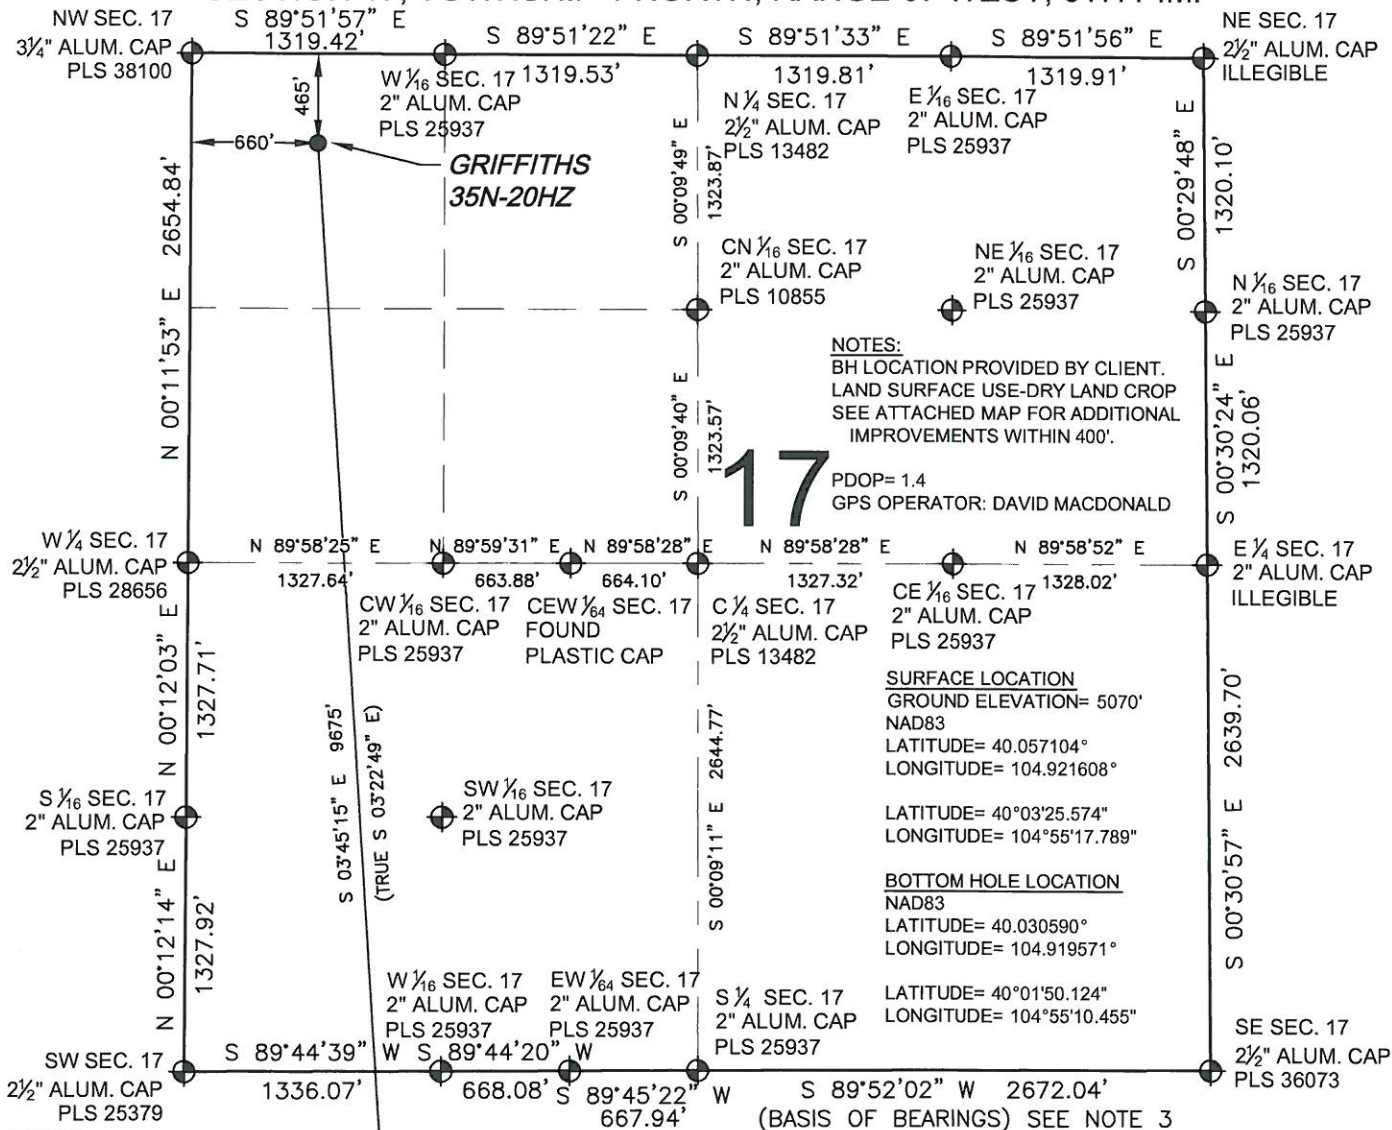 S 89°51'57" E
1319.42'
S 89°51'22" E
1319.53'
S 89°51'33" E
1319.81'
S 89°51'56" E
1319.91'
NW SEC. 17
3¼" ALUM. CAP
PLS 38100
W 1/16 SEC. 17
2" ALUM. CAP
PLS 25937
N ¼ SEC. 17
2½" ALUM. CAP
PLS 13482
E 1/16 SEC. 17
2" ALUM. CAP
PLS 25937
NE SEC. 17
2½" ALUM. CAP
ILLEGIBLE
465'
660'
GRIFFITHS
35N-20HZ
N 00°11'53" E 2654.84'
S 00°09'49" E
1323.87'
S 00°29'48" E
1320.10'
CN 1/16 SEC. 17
2" ALUM. CAP
PLS 10855
NE 1/16 SEC. 17
2" ALUM. CAP
PLS 25937
N 1/16 SEC. 17
2" ALUM. CAP
PLS 25937
NOTES:
BH LOCATION PROVIDED BY CLIENT.
LAND SURFACE USE-DRY LAND CROP
SEE ATTACHED MAP FOR ADDITIONAL
IMPROVEMENTS WITHIN 400'.
PDOP= 1.4
GPS OPERATOR: DAVID MACDONALD
17
S 00°09'40" E
1323.57'
S 00°30'24" E
1320.06'
W ¼ SEC. 17
2½" ALUM. CAP
PLS 28656
N 89°58'25" E
1327.64'
N 89°59'31" E
663.88'
N 89°58'28" E
664.10'
N 89°58'28" E
1327.32'
N 89°58'52" E
1328.02'
E ¼ SEC. 17
2" ALUM. CAP
ILLEGIBLE
CW 1/16 SEC. 17
2" ALUM. CAP
PLS 25937
CEW 1/64 SEC. 17
FOUND
PLASTIC CAP
C ¼ SEC. 17
2½" ALUM. CAP
PLS 13482
CE 1/16 SEC. 17
2" ALUM. CAP
PLS 25937
N 00°12'03" E
1327.71'
S 03°45'15" E 9675'
(TRUE S 03°22'49" E)
S 00°09'11" E 2644.77'
S 00°30'57" E 2639.70'
SURFACE LOCATION
GROUND ELEVATION= 5070'
NAD83
LATITUDE= 40.057104°
LONGITUDE= 104.921608°
LATITUDE= 40°03'25.574"
LONGITUDE= 104°55'17.789"
BOTTOM HOLE LOCATION
NAD83
LATITUDE= 40.030590°
LONGITUDE= 104.919571°
LATITUDE= 40°01'50.124"
LONGITUDE= 104°55'10.455"
S 1/16 SEC. 17
2" ALUM. CAP
PLS 25937
SW 1/16 SEC. 17
2" ALUM. CAP
PLS 25937
N 00°12'14" E
1327.92'
W 1/16 SEC. 17
2" ALUM. CAP
PLS 25937
EW 1/64 SEC. 17
2" ALUM. CAP
PLS 25937
S ¼ SEC. 17
2" ALUM. CAP
PLS 25937
SW SEC. 17
2½" ALUM. CAP
PLS 25379
S 89°44'39" W
1336.07'
S 89°44'20" W
668.08'
S 89°45'22" W
667.94'
S 89°52'02" W 2672.04'
(BASIS OF BEARINGS) SEE NOTE 3
SE SEC. 17
2½" ALUM. CAP
PLS 36073